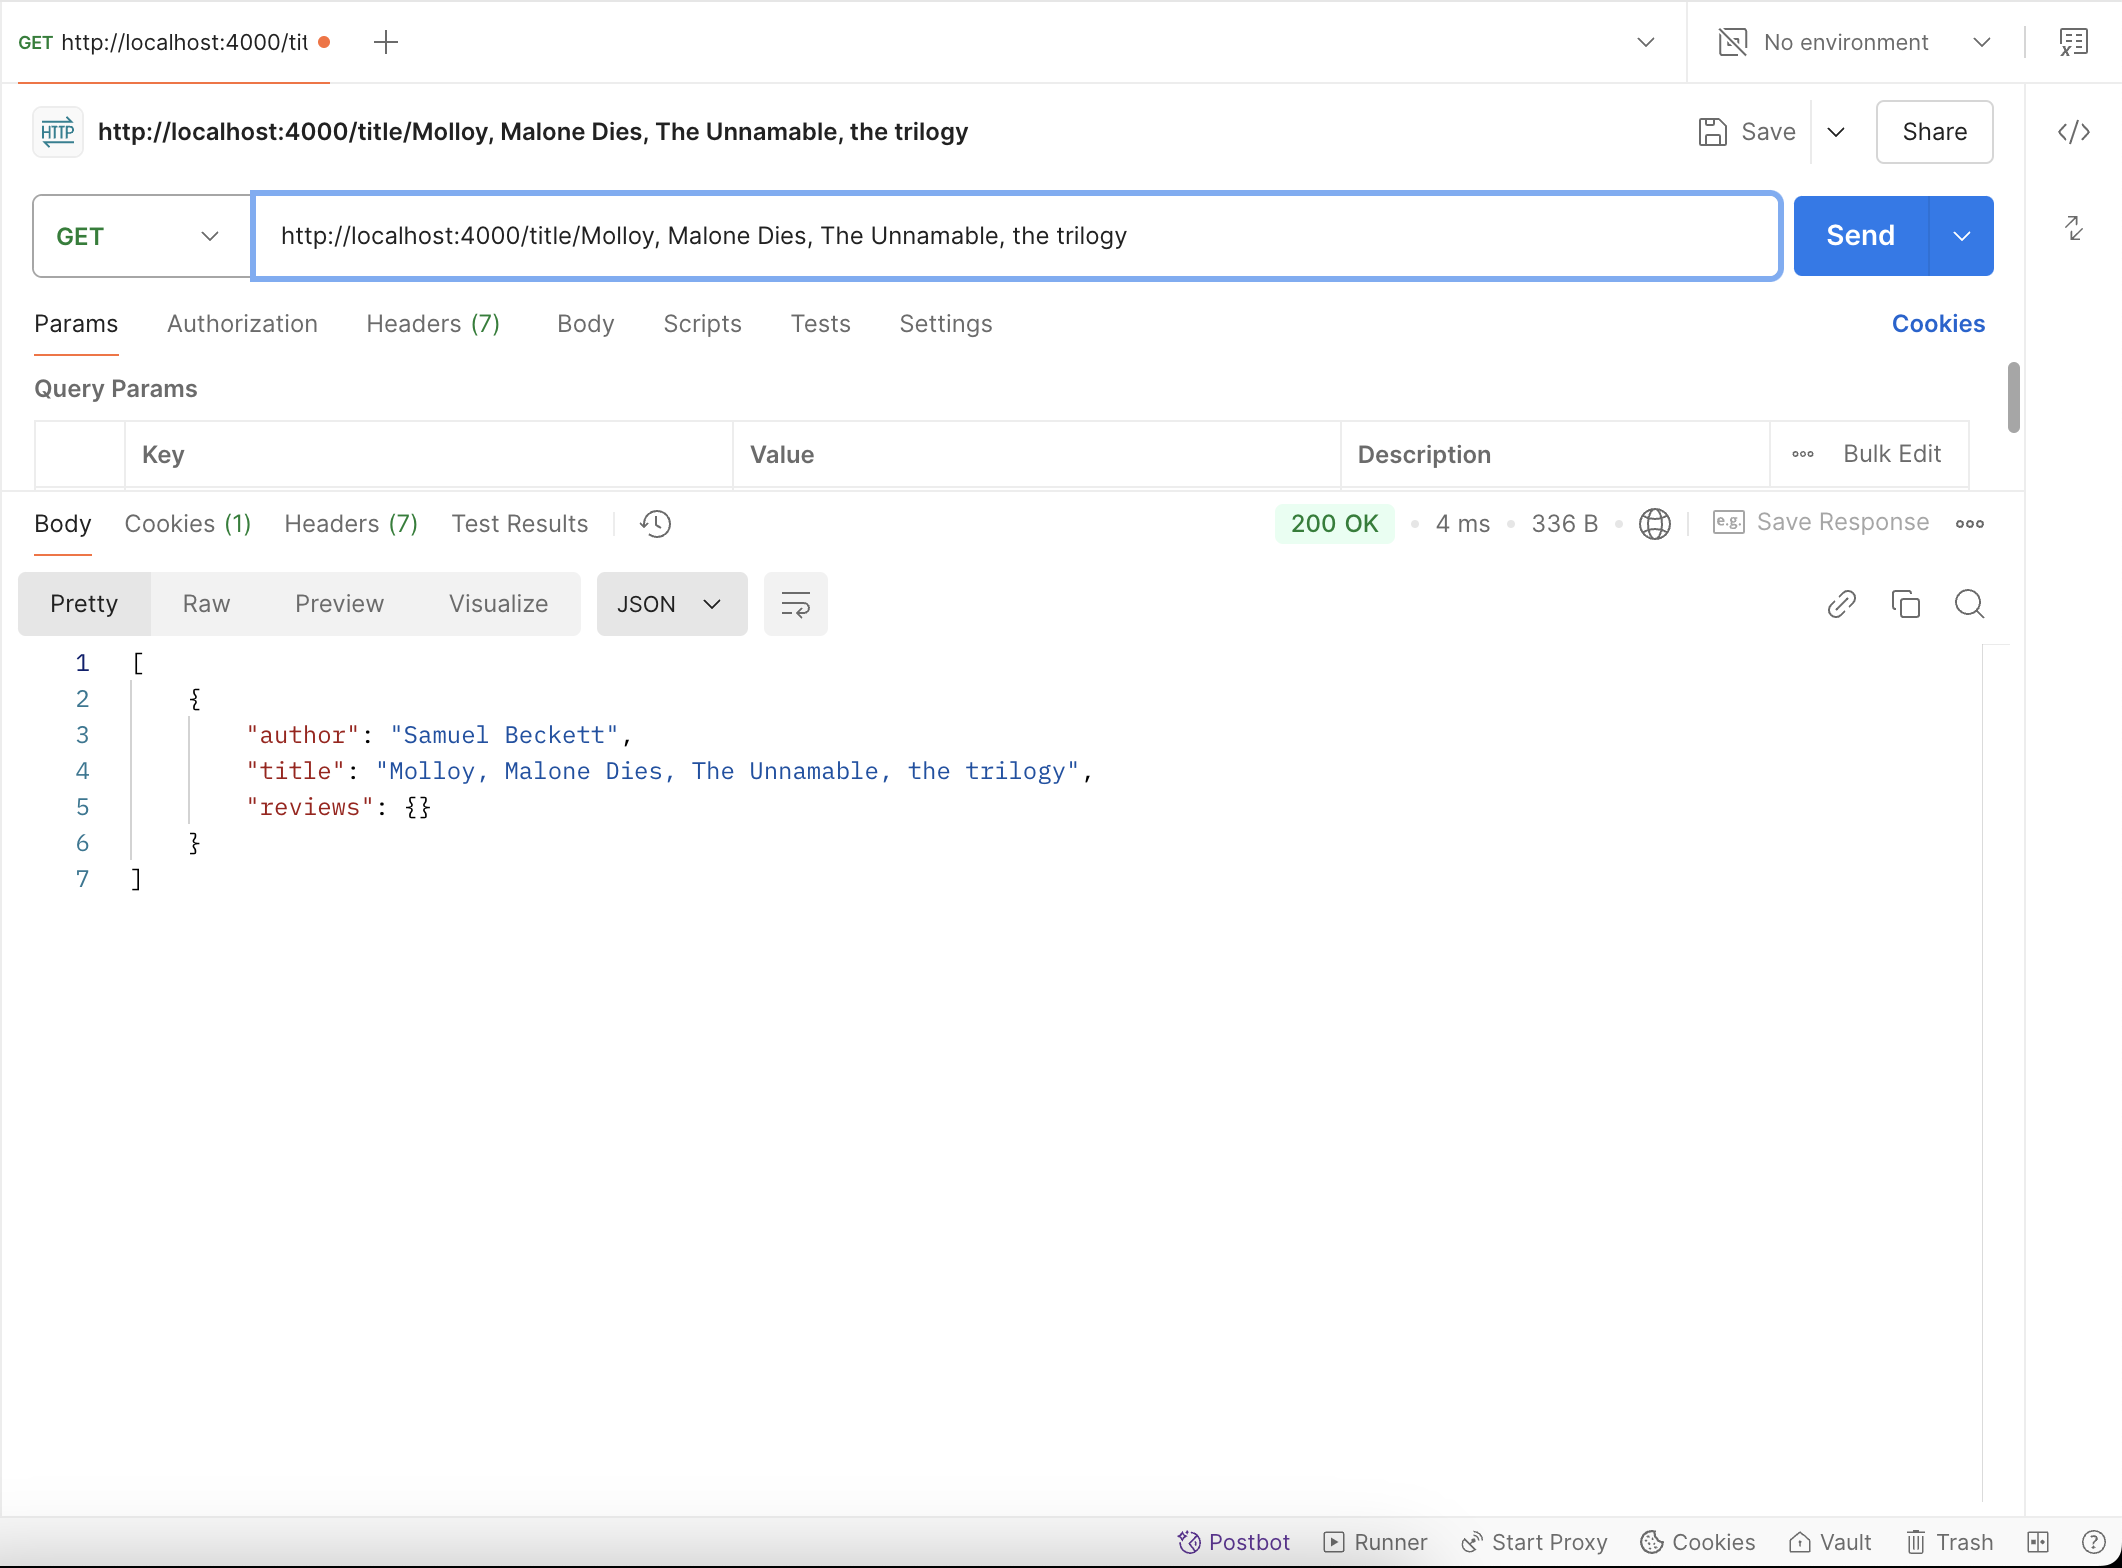 GET http://localhost:4000/tit
No environment
HTTP http://localhost:4000/title/Molloy, Malone Dies, The Unnamable, the trilogy
Save Share
GET http://localhost:4000/title/Molloy, Malone Dies, The Unnamable, the trilogy Send
Params Authorization Headers (7) Body Scripts Tests Settings Cookies
Query Params
Key Value Description Bulk Edit
Body Cookies (1) Headers (7) Test Results 200 OK 4 ms 336 B e.g. Save Response
Pretty Raw Preview Visualize JSON
1 [
2 {
3 "author": "Samuel Beckett",
4 "title": "Molloy, Malone Dies, The Unnamable, the trilogy",
5 "reviews": {}
6 }
7 ]
Postbot Runner Start Proxy Cookies Vault Trash